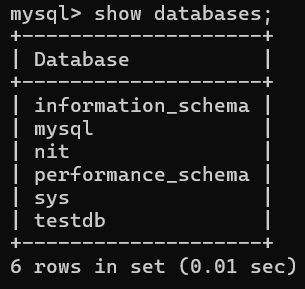 mysql> show databases;
+--------------------+
| Database           |
+--------------------+
| information_schema |
| mysql              |
| nit                |
| performance_schema |
| sys                |
| testdb             |
+--------------------+
6 rows in set (0.01 sec)